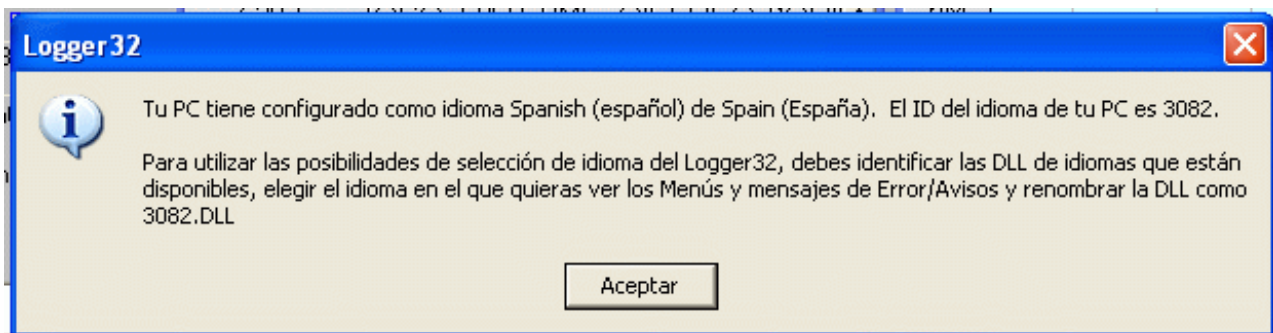 Logger32
Tu PC tiene configurado como idioma Spanish (español) de Spain (España).  El ID del idioma de tu PC es 3082.
Para utilizar las posibilidades de selección de idioma del Logger32, debes identificar las DLL de idiomas que están
disponibles, elegir el idioma en el que quieras ver los Menús y mensajes de Error/Avisos y renombrar la DLL como
3082.DLL
Aceptar